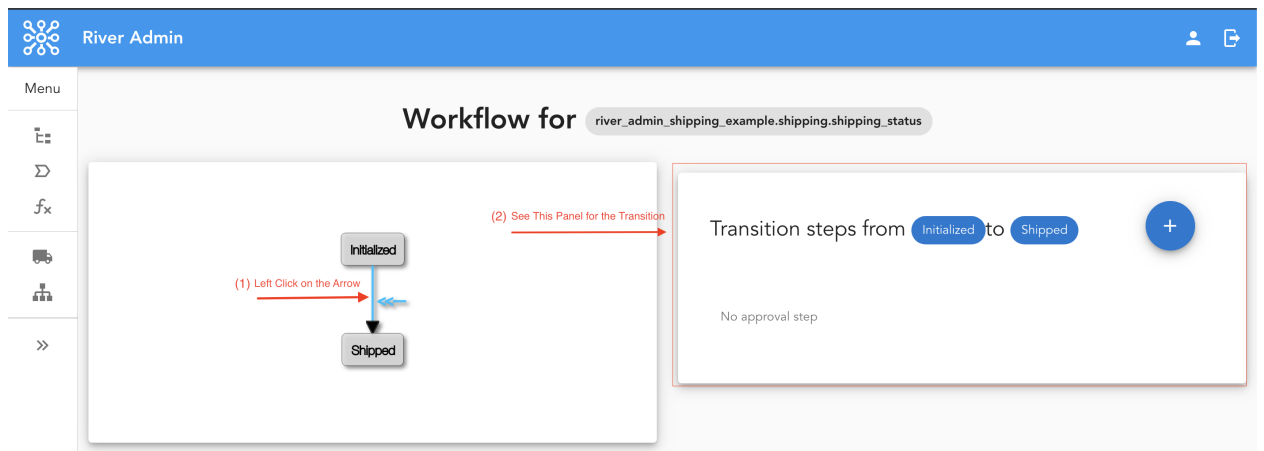 River Admin
Menu
Workflow for river_admin_shipping_example.shipping.shipping_status
fx
(2) See This Panel for the Transition
Transition steps from Initialized to Shipped
+
Initialized
(1) Left Click on the Arrow
No approval step
Shipped